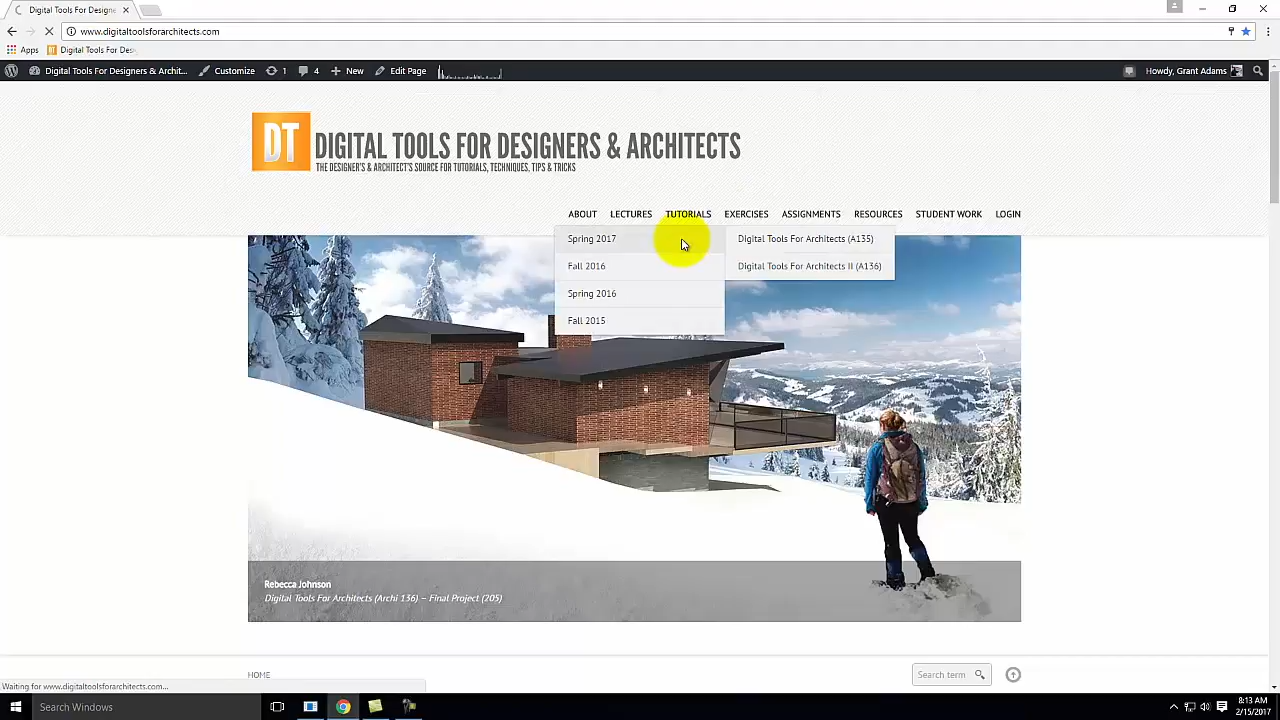 Digital Tools For Designe
www.digitaltoolsforarchitects.com
Apps
Digital Tools For Des
Digital Tools For Designers & Archit...
Customize
1
4
New
Edit Page
Howdy, Grant Adams
DT
DIGITAL TOOLS FOR DESIGNERS & ARCHITECTS
THE DESIGNER'S & ARCHITECT'S SOURCE FOR TUTORIALS, TECHNIQUES, TIPS & TRICKS
ABOUT LECTURES TUTORIALS EXERCISES ASSIGNMENTS RESOURCES STUDENT WORK LOGIN
Spring 2017
Digital Tools For Architects (A135)
Fall 2016
Digital Tools For Architects II (A136)
Spring 2016
Fall 2015
Rebecca Johnson
Digital Tools For Architects (Archi 136) – Final Project (205)
HOME
Search term
Waiting for www.digitaltoolsforarchitects.com...
Search Windows
8:13 AM
2/15/2017